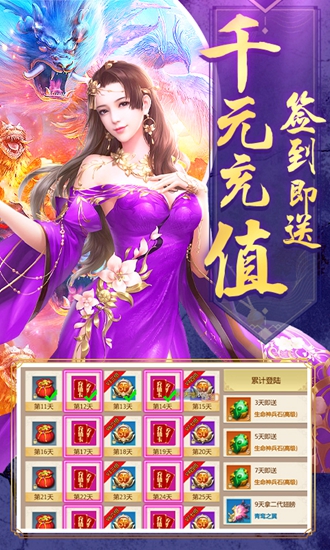 千元充值
签到即送
第11天 第12天 第13天 第14天 第15天
第16天 第17天 第18天 第19天 第20天
第21天 第22天 第23天 第24天 第25天
累计登陆
3天即送
生命神兵石(高级)
5天即送
生命神兵石(高级)
7天即送
生命神兵石(高级)
9天拿二代翅膀
青鸾之翼